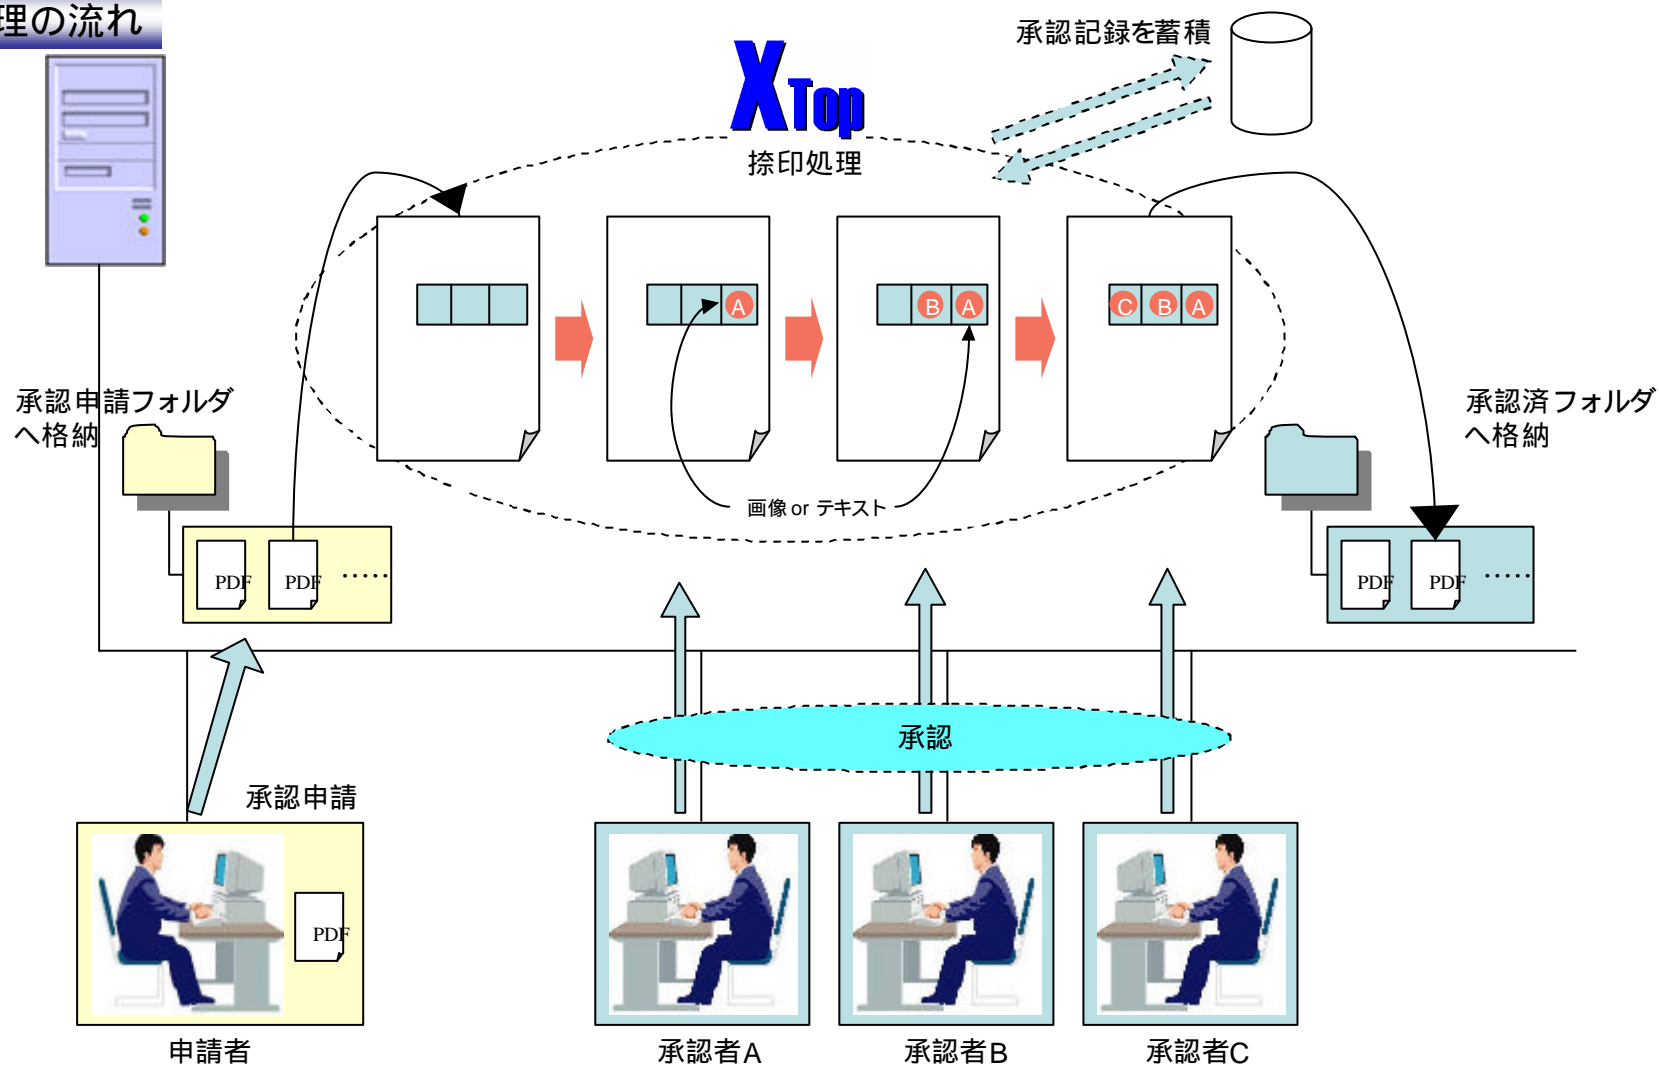 理の流れ
承認記録を蓄積
XTop
捺印処理
A
B A
C B A
承認申請フォルダ
へ格納
承認済フォルダ
へ格納
画像 or テキスト
PDF PDF ‥‥‥
PDF PDF ‥‥‥
承認
承認申請
PDF
申請者
承認者A
承認者B
承認者C